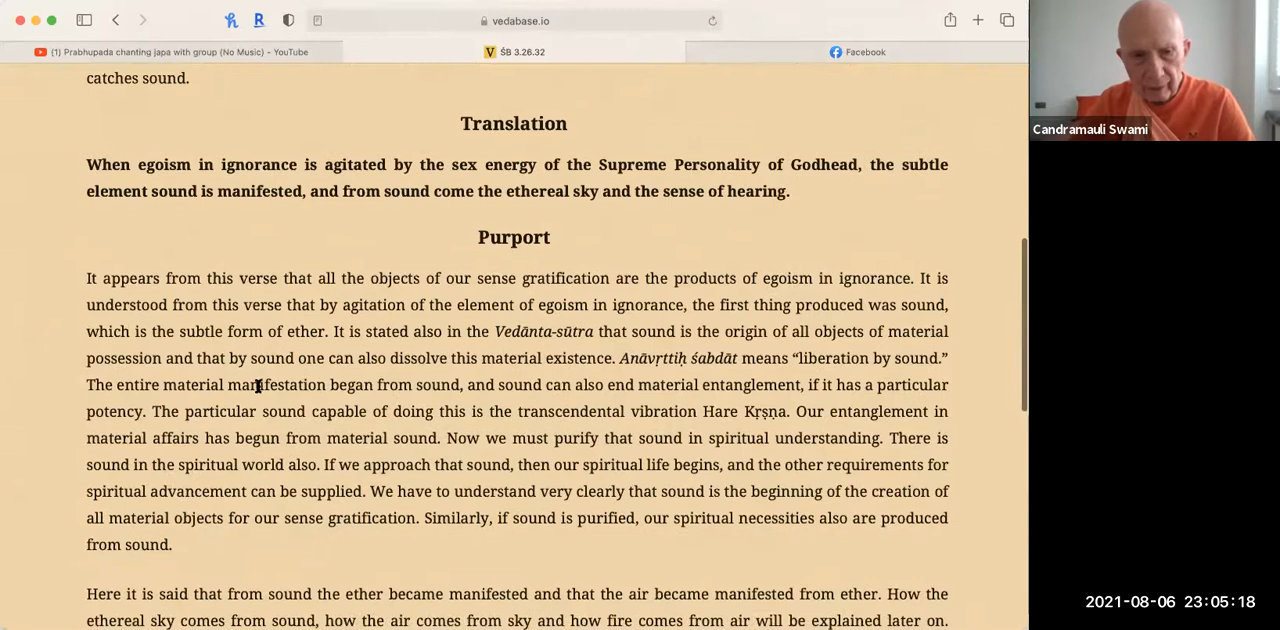 vedabase.io
(1) Prabhupada chanting japa with group (No Music) – YouTube
V ŚB 3.26.32
Facebook
catches sound.
Translation
When egoism in ignorance is agitated by the sex energy of the Supreme Personality of Godhead, the subtle
element sound is manifested, and from sound come the ethereal sky and the sense of hearing.
Purport
It appears from this verse that all the objects of our sense gratification are the products of egoism in ignorance. It is
understood from this verse that by agitation of the element of egoism in ignorance, the first thing produced was sound,
which is the subtle form of ether. It is stated also in the Vedānta-sūtra that sound is the origin of all objects of material
possession and that by sound one can also dissolve this material existence. Anāvṛttiḥ śabdāt means “liberation by sound.”
The entire material manifestation began from sound, and sound can also end material entanglement, if it has a particular
potency. The particular sound capable of doing this is the transcendental vibration Hare Kṛṣṇa. Our entanglement in
material affairs has begun from material sound. Now we must purify that sound in spiritual understanding. There is
sound in the spiritual world also. If we approach that sound, then our spiritual life begins, and the other requirements for
spiritual advancement can be supplied. We have to understand very clearly that sound is the beginning of the creation of
all material objects for our sense gratification. Similarly, if sound is purified, our spiritual necessities also are produced
from sound.
Here it is said that from sound the ether became manifested and that the air became manifested from ether. How the
ethereal sky comes from sound, how the air comes from sky and how fire comes from air will be explained later on.
Candramauli Swami
2021-08-06 23:05:18